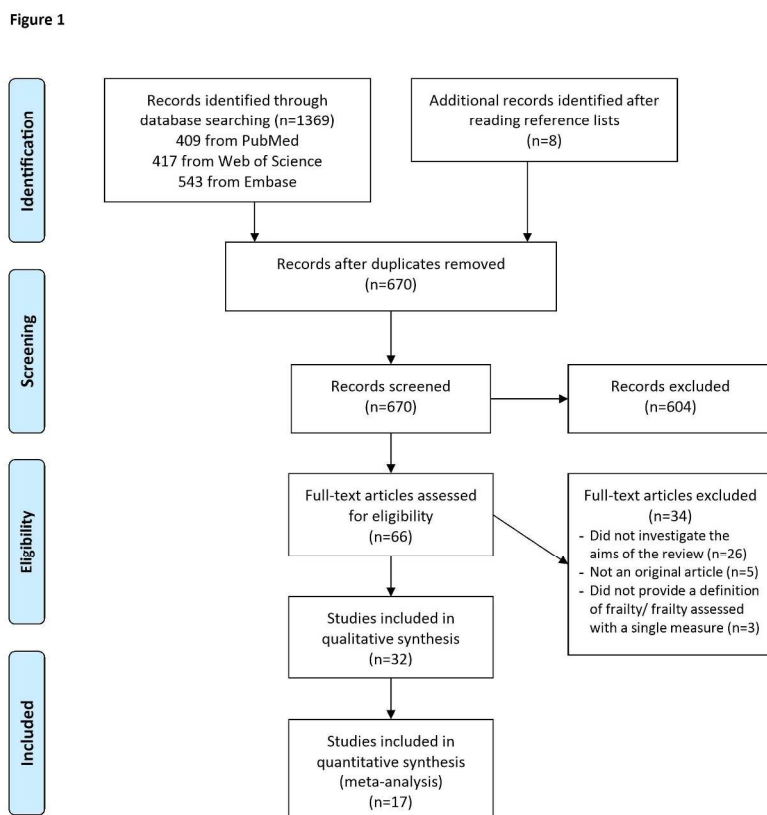 Figure 1
Identification
Records identified through
database searching (n=1369)
409 from PubMed
417 from Web of Science
543 from Embase
Additional records identified after
reading reference lists
(n=8)
Records after duplicates removed
(n=670)
Screening
Records screened
(n=670)
Records excluded
(n=604)
Eligibility
Full-text articles assessed
for eligibility
(n=66)
Full-text articles excluded
(n=34)
- Did not investigate the
aims of the review (n=26)
- Not an original article (n=5)
- Did not provide a definition
of frailty/ frailty assessed
with a single measure (n=3)
Studies included in
qualitative synthesis
(n=32)
Included
Studies included in
quantitative synthesis
(meta-analysis)
(n=17)